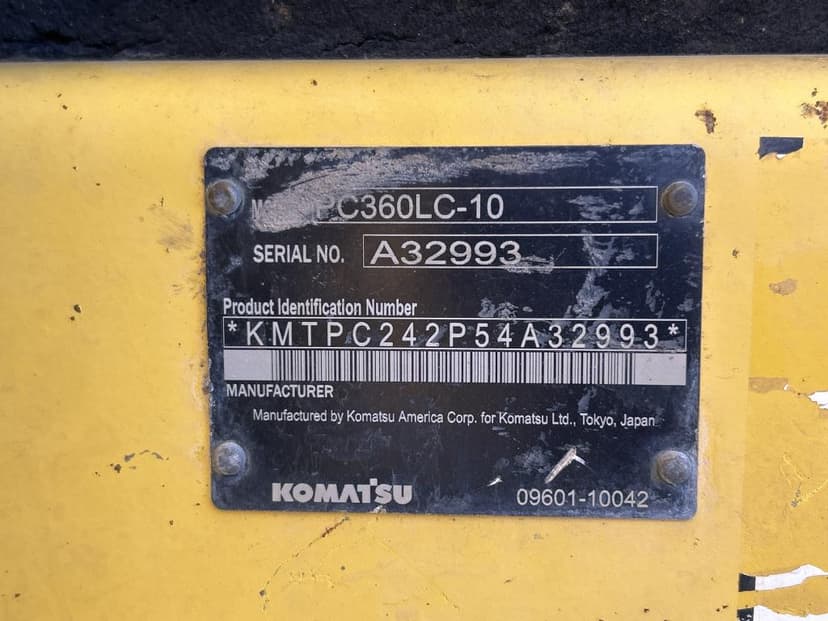 PC360LC-10
SERIAL NO. A32993
Product Identification Number
*KMTPC242P54A32993*
MANUFACTURER
Manufactured by Komatsu America Corp. for Komatsu Ltd., Tokyo, Japan
KOMATSU 09601-10042